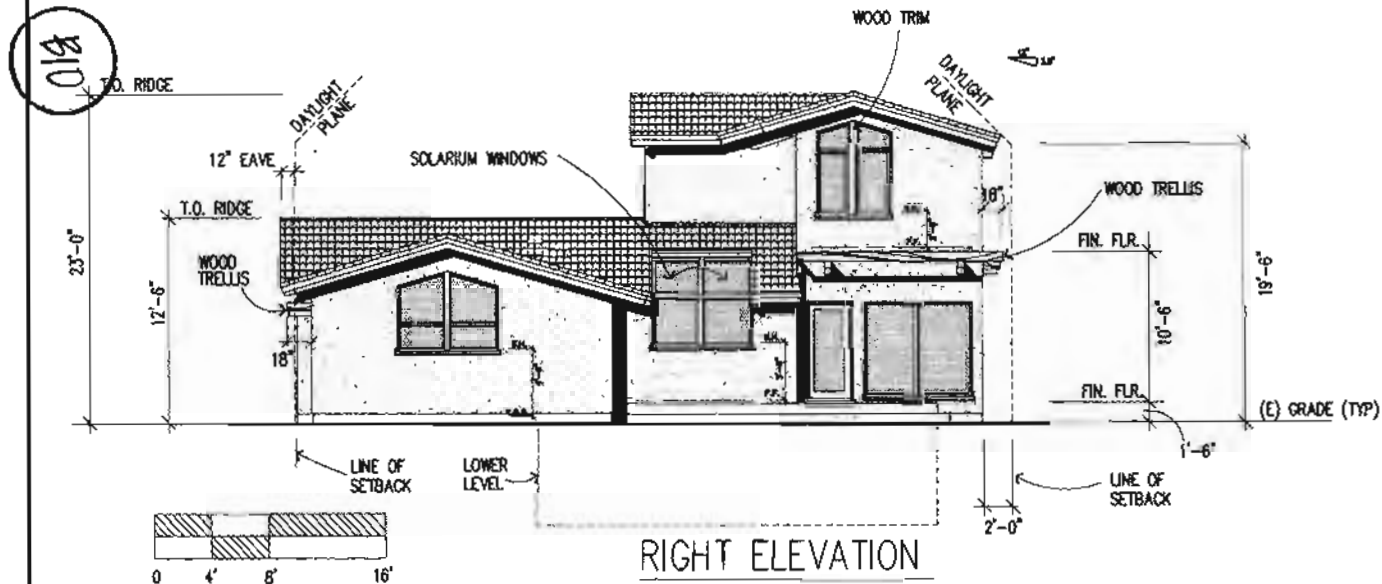 WOOD TRIM
T.O. RIDGE
DAYLIGHT
PLANE
DAYLIGHT
PLANE
12" EAVE
SOLARIUM WINDOWS
T.O. RIDGE
WOOD TRELLIS
18"
WOOD
TRELLIS
FIN. FLR.
23'-0"
12'-6"
19'-6"
10'-6"
18"
FIN. FLR.
(E) GRADE (TYP)
1'-6"
LINE OF
SETBACK
LOWER
LEVEL
LINE OF
SETBACK
2'-0"
RIGHT ELEVATION
0 4' 8' 16'